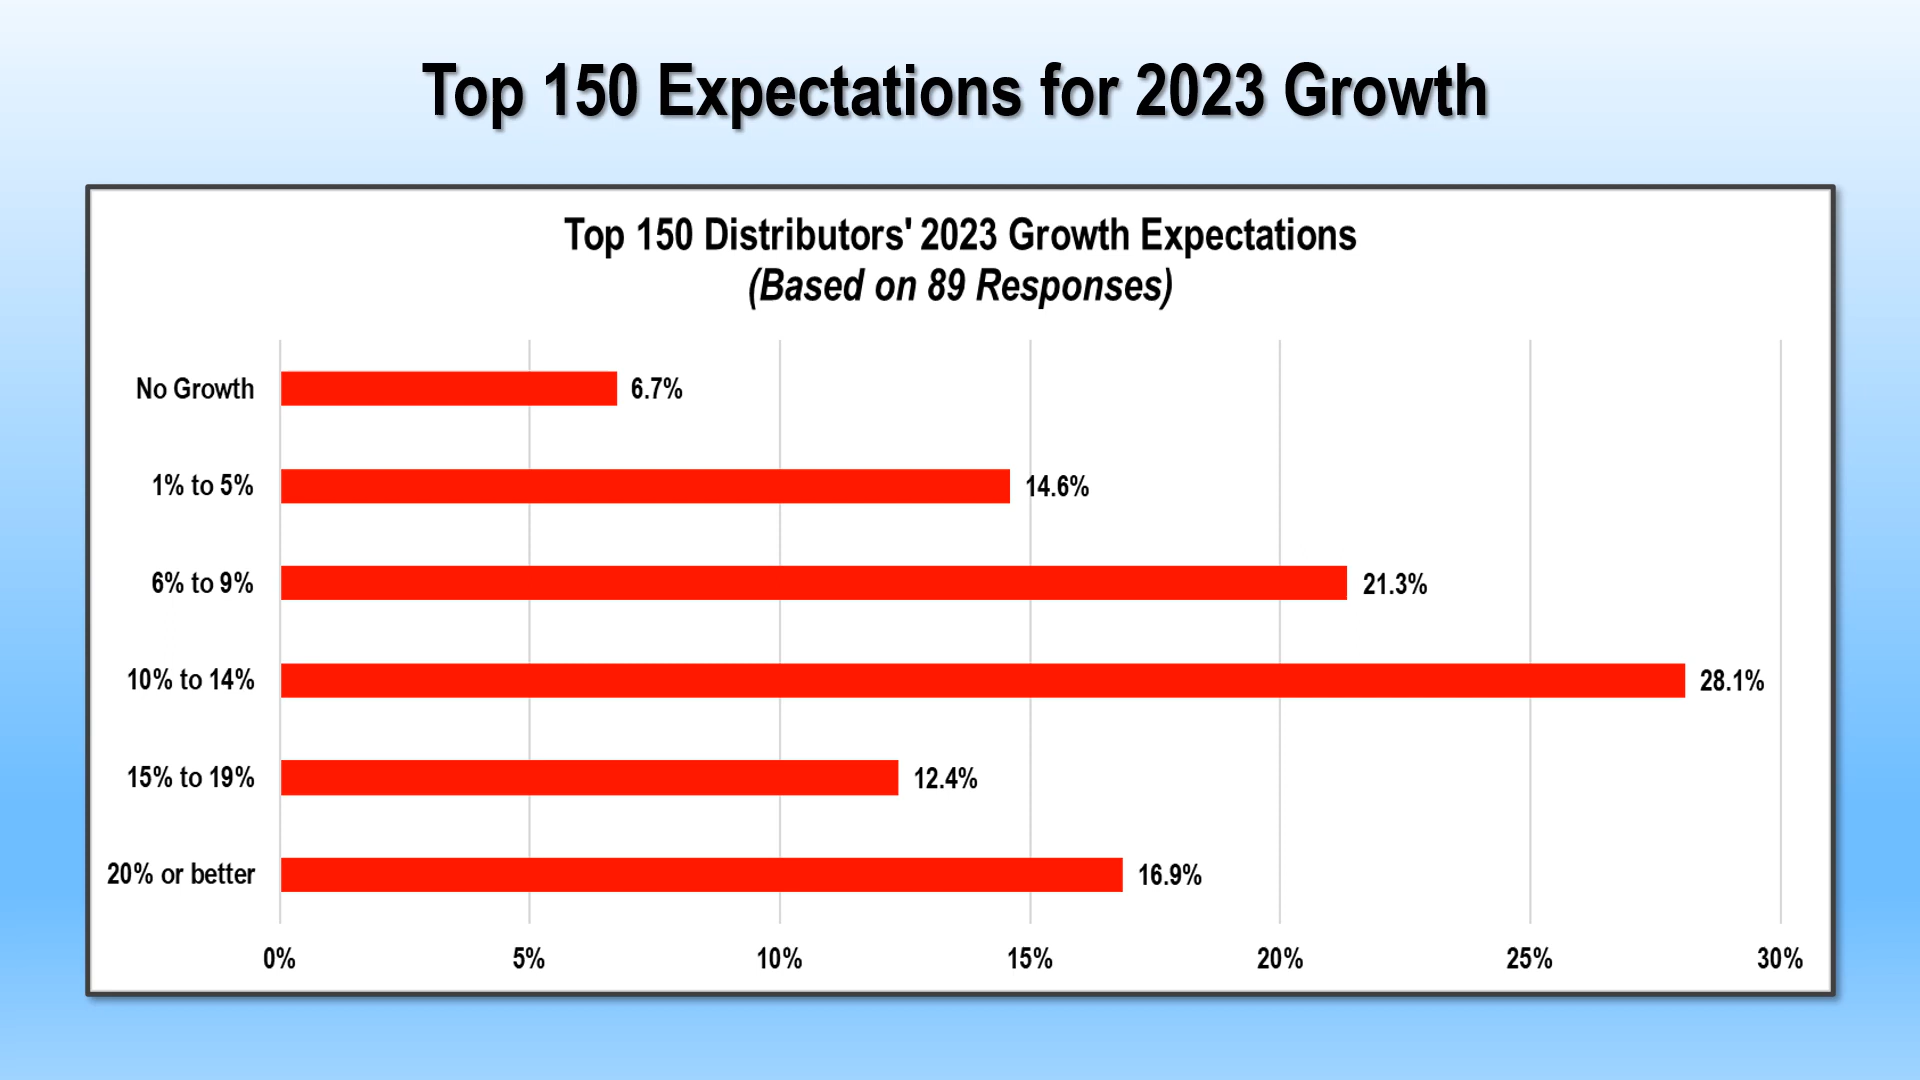 Top 150 Expectations for 2023 Growth
Top 150 Distributors' 2023 Growth Expectations
(Based on 89 Responses)
No Growth 6.7%
1% to 5% 14.6%
6% to 9% 21.3%
10% to 14% 28.1%
15% to 19% 12.4%
20% or better 16.9%
0% 5% 10% 15% 20% 25% 30%